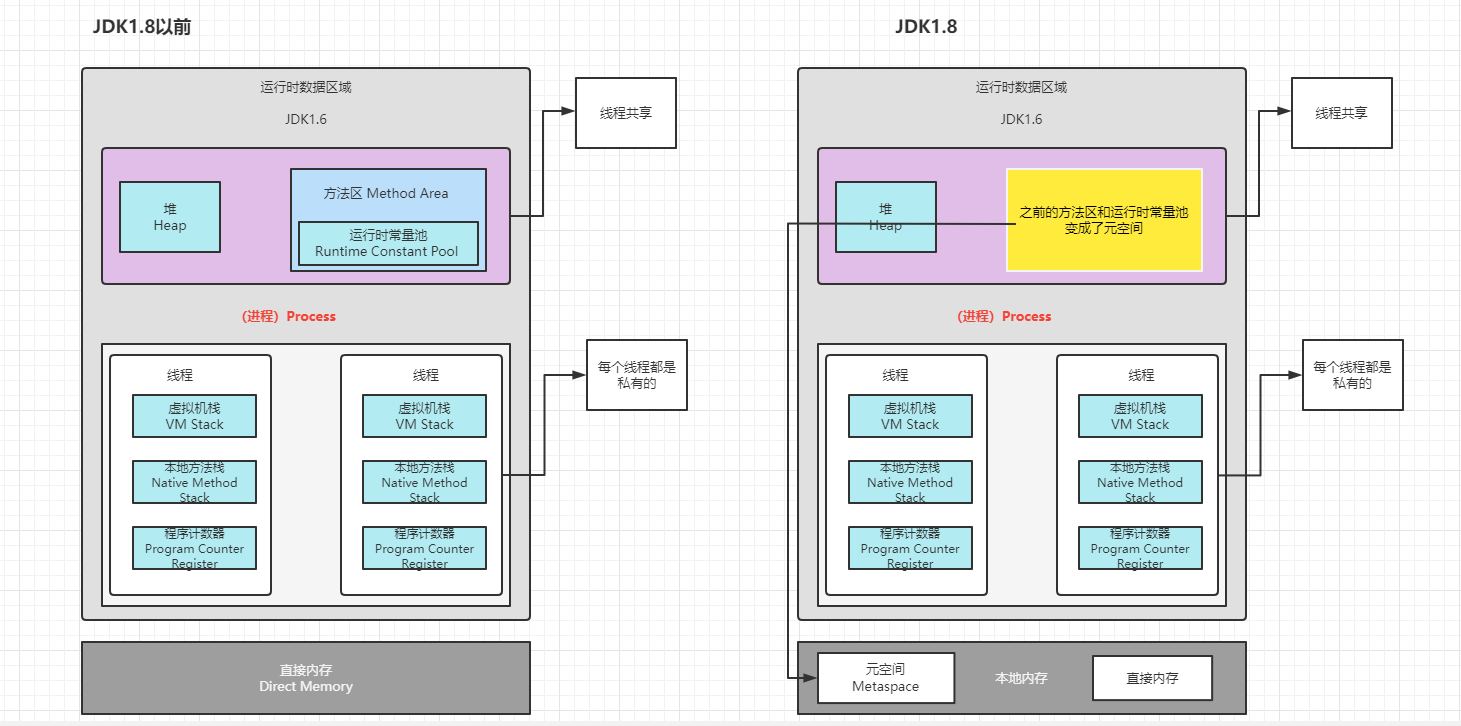 JDK1.8以前
运行时数据区域
JDK1.6
线程共享
堆
Heap
方法区 Method Area
运行时常量池
Runtime Constant Pool
（进程）Process
每个线程都是
私有的
线程
虚拟机栈
VM Stack
本地方法栈
Native Method
Stack
程序计数器
Program Counter
Register
线程
虚拟机栈
VM Stack
本地方法栈
Native Method
Stack
程序计数器
Program Counter
Register
直接内存
Direct Memory
JDK1.8
运行时数据区域
JDK1.6
线程共享
堆
Heap
之前的方法区和运行时常量池
变成了元空间
（进程）Process
每个线程都是
私有的
线程
虚拟机栈
VM Stack
本地方法栈
Native Method
Stack
程序计数器
Program Counter
Register
线程
虚拟机栈
VM Stack
本地方法栈
Native Method
Stack
程序计数器
Program Counter
Register
元空间
Metaspace
本地内存
直接内存